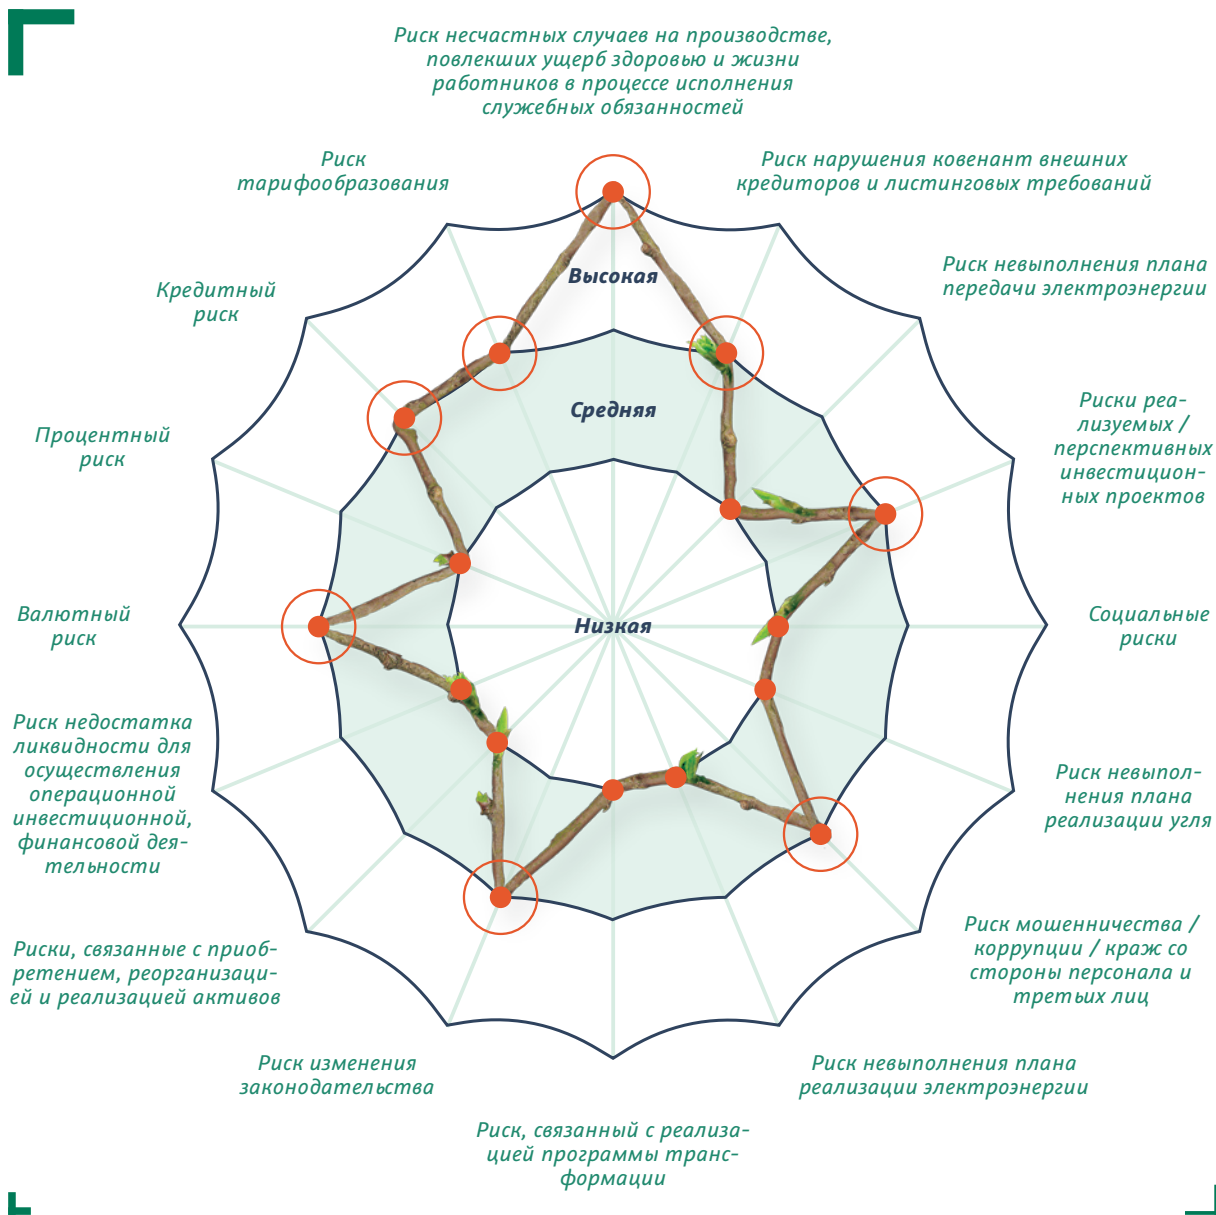 Риск несчастных случаев на производстве,
повлекших ущерб здоровью и жизни
работников в процессе исполнения
служебных обязанностей
Риск
тарифообразования
Риск нарушения ковенант внешних
кредиторов и листинговых требований
Кредитный
риск
Высокая
Риск невыполнения плана
передачи электроэнергии
Процентный
риск
Средняя
Риски реа-
лизуемых /
перспективных
инвестицион-
ных проектов
Валютный
риск
Низкая
Социальные
риски
Риск недостатка
ликвидности для
осуществления
операционной
инвестиционной,
финансовой дея-
тельности
Риск невыпол-
нения плана
реализации угля
Риски, связанные с приоб-
ретением, реорганизаци-
ей и реализацией активов
Риск мошенничества /
коррупции / краж со
стороны персонала и
третьих лиц
Риск изменения
законодательства
Риск невыполнения плана
реализации электроэнергии
Риск, связанный с реализа-
цией программы транс-
формации